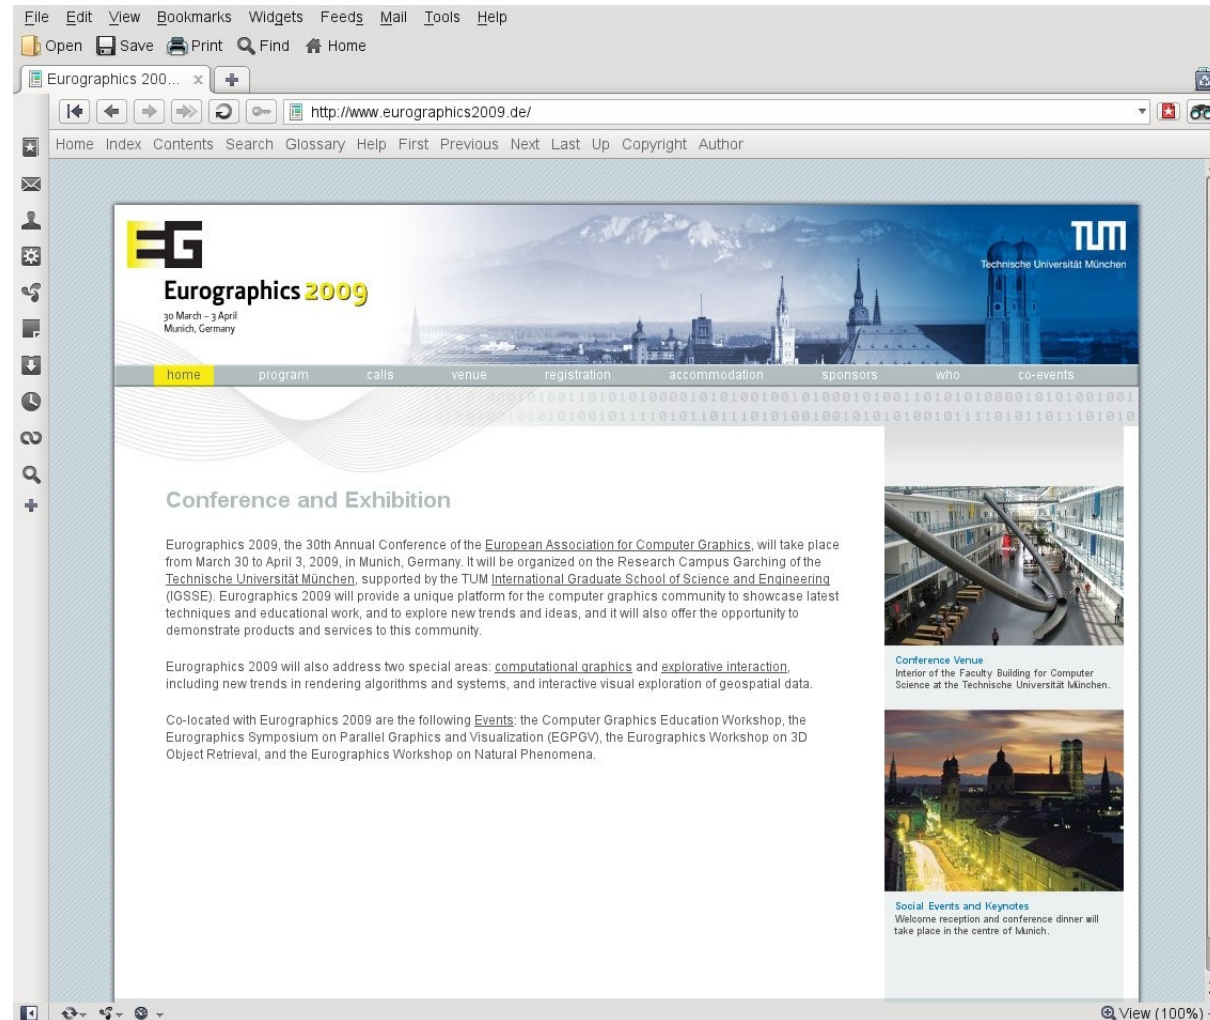 File Edit View Bookmarks Widgets Feeds Mail Tools Help
Open Save Print Find Home
Eurographics 200...
http://www.eurographics2009.de/
Home Index Contents Search Glossary Help First Previous Next Last Up Copyright Author
EG
TUM
Technische Universität München
Eurographics 2009
30 March – 3 April
Munich, Germany
home program calls venue registration accommodation sponsors who co-events
Conference and Exhibition
Eurographics 2009, the 30th Annual Conference of the European Association for Computer Graphics, will take place
from March 30 to April 3, 2009, in Munich, Germany. It will be organized on the Research Campus Garching of the
Technische Universität München, supported by the TUM International Graduate School of Science and Engineering
(IGSSE). Eurographics 2009 will provide a unique platform for the computer graphics community to showcase latest
techniques and educational work, and to explore new trends and ideas, and it will also offer the opportunity to
demonstrate products and services to this community.
Eurographics 2009 will also address two special areas: computational graphics and explorative interaction,
including new trends in rendering algorithms and systems, and interactive visual exploration of geospatial data.
Co-located with Eurographics 2009 are the following Events: the Computer Graphics Education Workshop, the
Eurographics Symposium on Parallel Graphics and Visualization (EGPGV), the Eurographics Workshop on 3D
Object Retrieval, and the Eurographics Workshop on Natural Phenomena.
Conference Venue
Interior of the Faculty Building for Computer
Science at the Technische Universität München.
Social Events and Keynotes
Welcome reception and conference dinner will
take place in the centre of Munich.
View (100%)